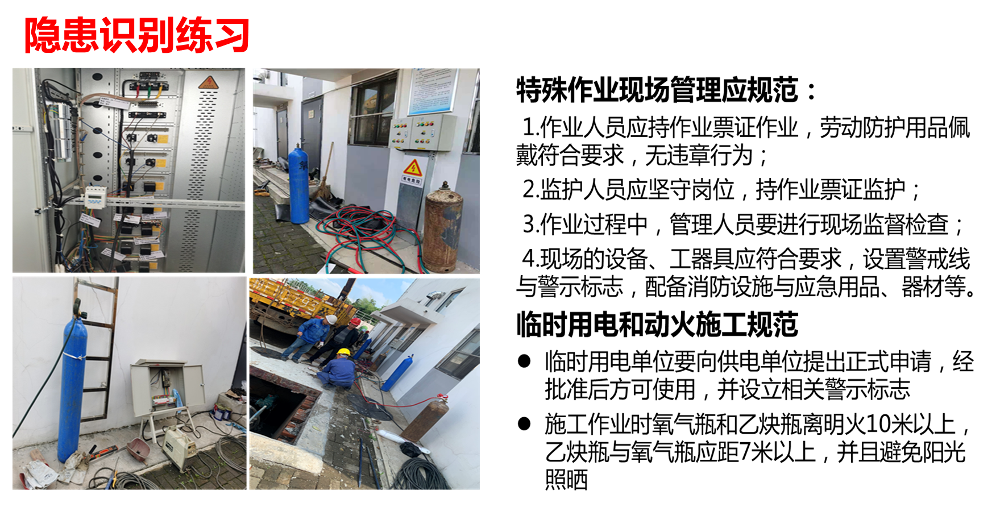 隐患识别练习
特殊作业现场管理应规范：
1.作业人员应持作业票证作业，劳动防护用品佩
戴符合要求，无违章行为；
2.监护人员应坚守岗位，持作业票证监护；
3.作业过程中，管理人员要进行现场监督检查；
4.现场的设备、工器具应符合要求，设置警戒线
与警示标志，配备消防设施与应急用品、器材等。
临时用电和动火施工规范
● 临时用电单位要向供电单位提出正式申请，经
批准后方可使用，并设立相关警示标志
● 施工作业时氧气瓶和乙炔瓶离明火10米以上，
乙炔瓶与氧气瓶应距7米以上，并且避免阳光
照晒
有电危险